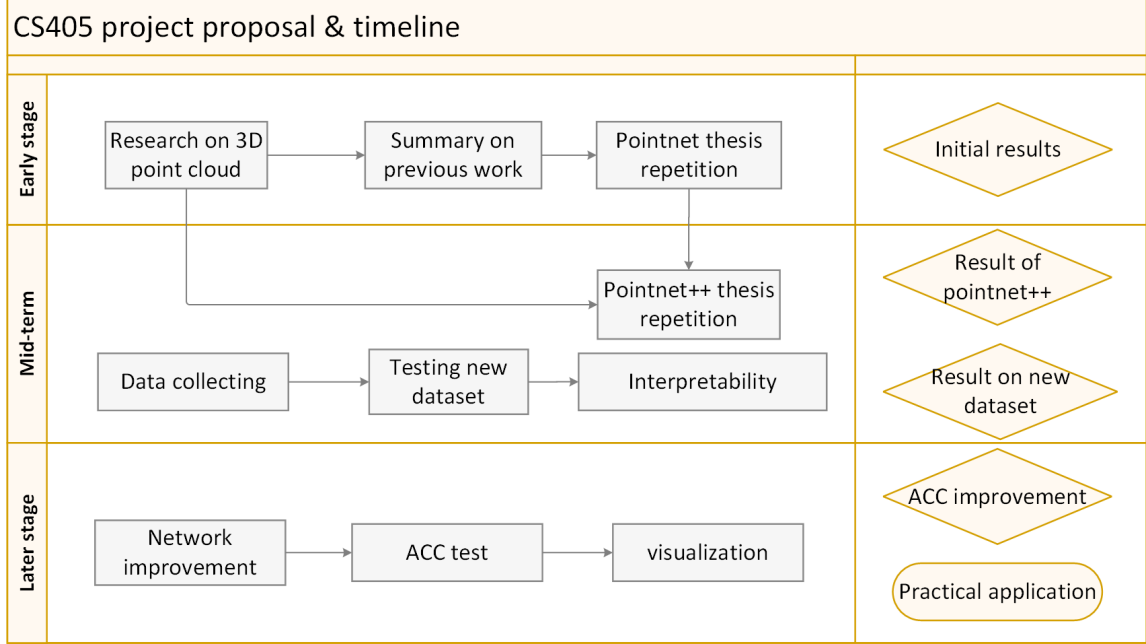 CS405 project proposal & timeline
Early stage
Research on 3D
point cloud
Summary on
previous work
Pointnet thesis
repetition
Initial results
Mid-term
Pointnet++ thesis
repetition
Result of
pointnet++
Data collecting
Testing new
dataset
Interpretability
Result on new
dataset
Later stage
Network
improvement
ACC test
visualization
ACC improvement
Practical application